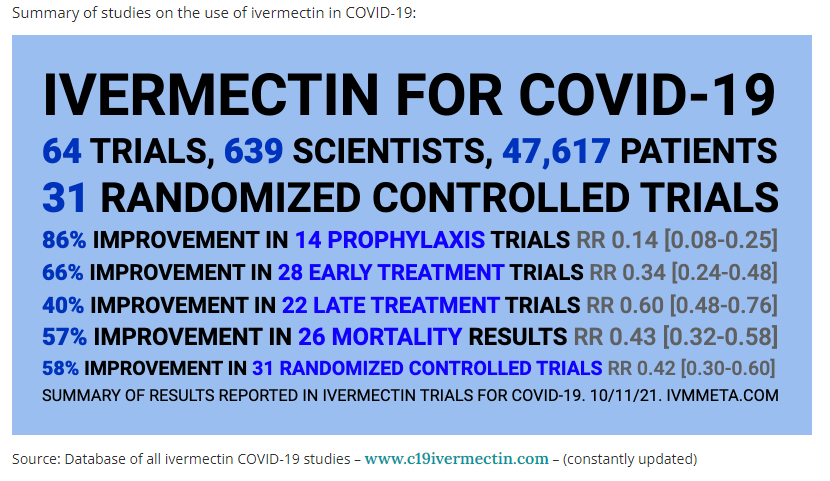 Summary of studies on the use of ivermectin in COVID-19:
IVERMECTIN FOR COVID-19
64 TRIALS, 639 SCIENTISTS, 47,617 PATIENTS
31 RANDOMIZED CONTROLLED TRIALS
86% IMPROVEMENT IN 14 PROPHYLAXIS TRIALS RR 0.14 [0.08-0.25]
66% IMPROVEMENT IN 28 EARLY TREATMENT TRIALS RR 0.34 [0.24-0.48]
40% IMPROVEMENT IN 22 LATE TREATMENT TRIALS RR 0.60 [0.48-0.76]
57% IMPROVEMENT IN 26 MORTALITY RESULTS RR 0.43 [0.32-0.58]
58% IMPROVEMENT IN 31 RANDOMIZED CONTROLLED TRIALS RR 0.42 [0.30-0.60]
SUMMARY OF RESULTS REPORTED IN IVERMECTIN TRIALS FOR COVID-19. 10/11/21. IVMMETA.COM
Source: Database of all ivermectin COVID-19 studies – www.c19ivermectin.com – (constantly updated)